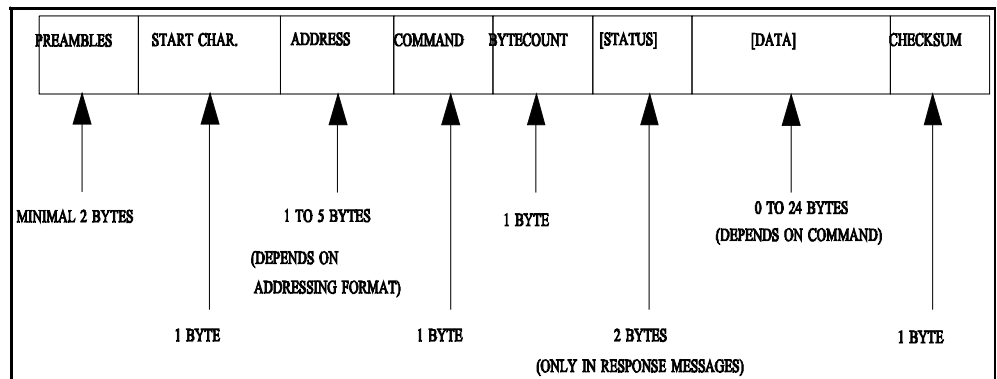 PREAMBLES START CHAR. ADDRESS COMMAND BYTECOUNT [STATUS] [DATA] CHECKSUM
MINIMAL 2 BYTES
1 TO 5 BYTES
(DEPENDS ON
ADDRESSING FORMAT)
1 BYTE
0 TO 24 BYTES
(DEPENDS ON COMMAND)
1 BYTE
1 BYTE
2 BYTES
(ONLY IN RESPONSE MESSAGES)
1 BYTE